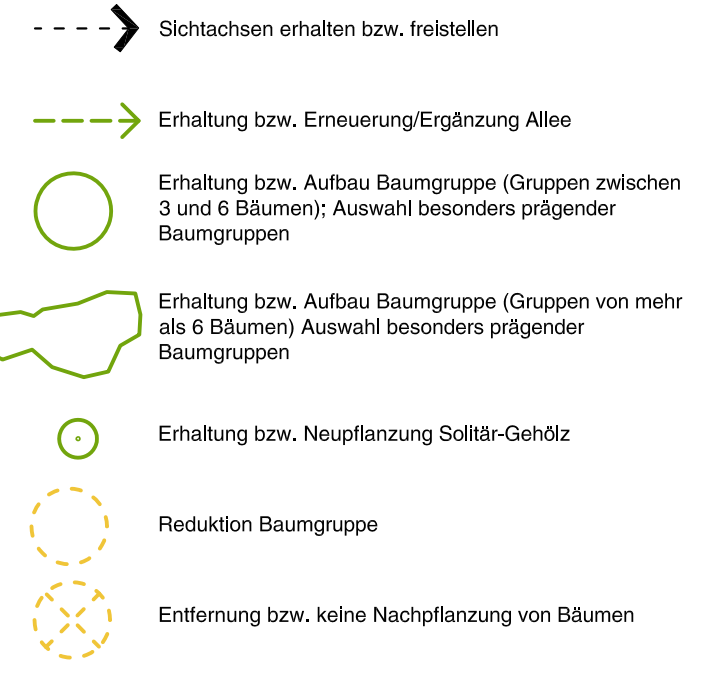 Sichtachsen erhalten bzw. freistellen
Erhaltung bzw. Erneuerung/Ergänzung Allee
Erhaltung bzw. Aufbau Baumgruppe (Gruppen zwischen
3 und 6 Bäumen); Auswahl besonders prägender
Baumgruppen
Erhaltung bzw. Aufbau Baumgruppe (Gruppen von mehr
als 6 Bäumen) Auswahl besonders prägender
Baumgruppen
Erhaltung bzw. Neupflanzung Solitär-Gehölz
Reduktion Baumgruppe
Entfernung bzw. keine Nachpflanzung von Bäumen